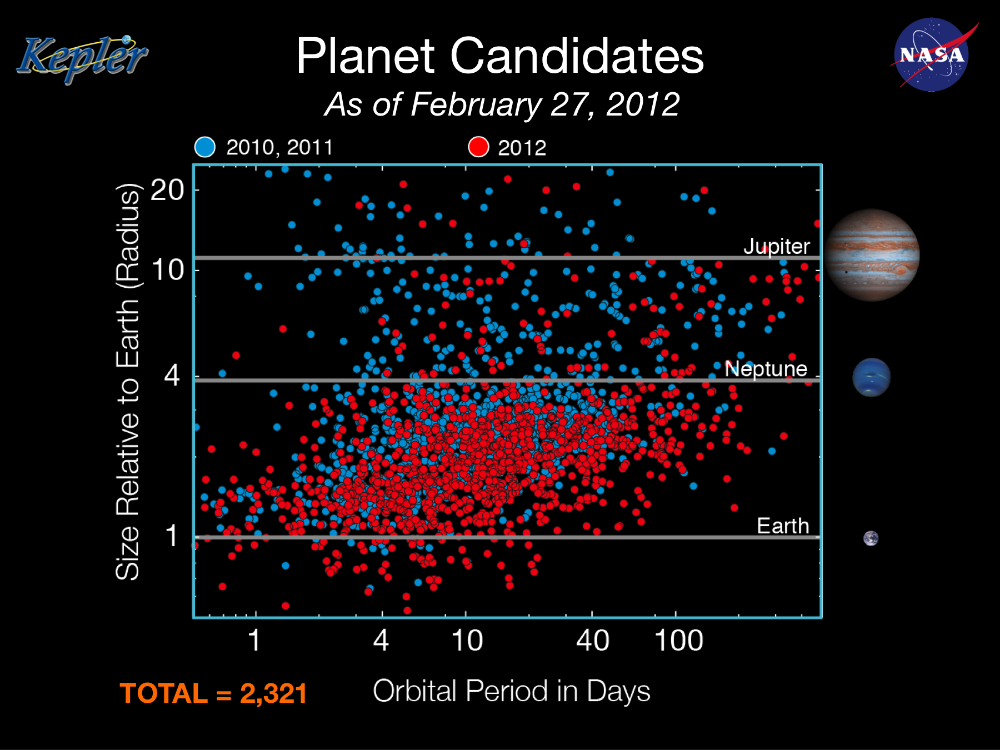 Kepler
Planet Candidates
NASA
As of February 27, 2012
2010, 2011
2012
Size Relative to Earth (Radius)
20
Jupiter
10
Neptune
4
Earth
1
1 4 10 40 100
TOTAL = 2,321
Orbital Period in Days